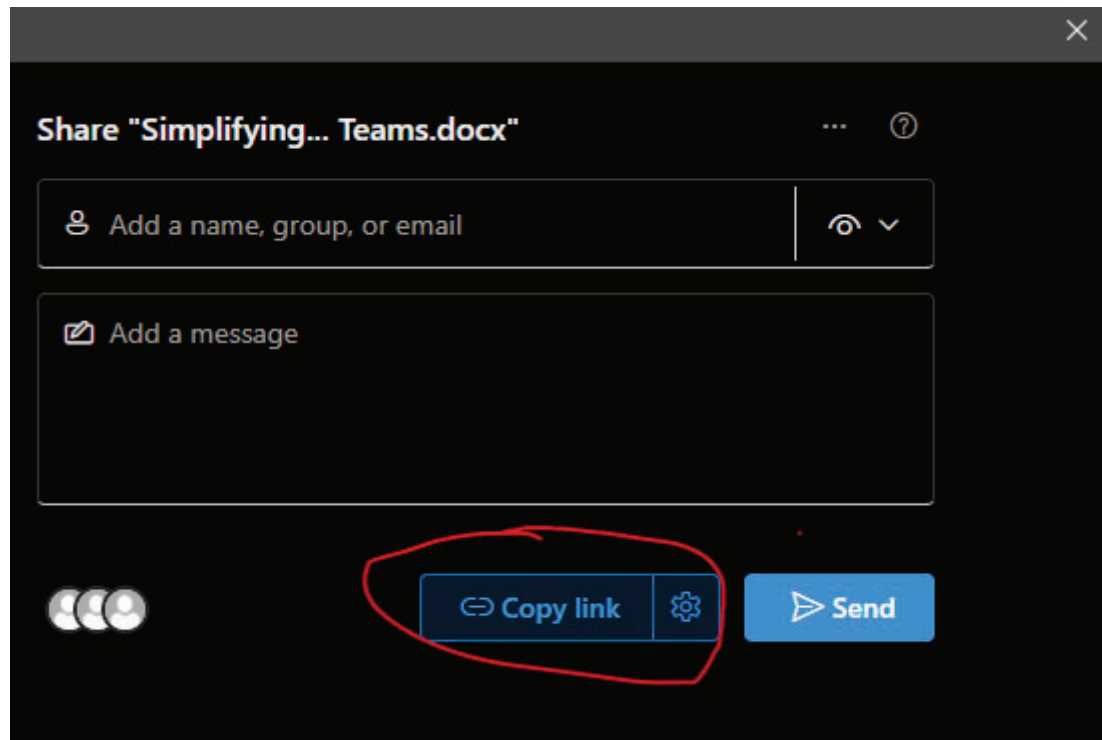 Share "Simplifying... Teams.docx"
Add a name, group, or email
Add a message
Copy link
Send